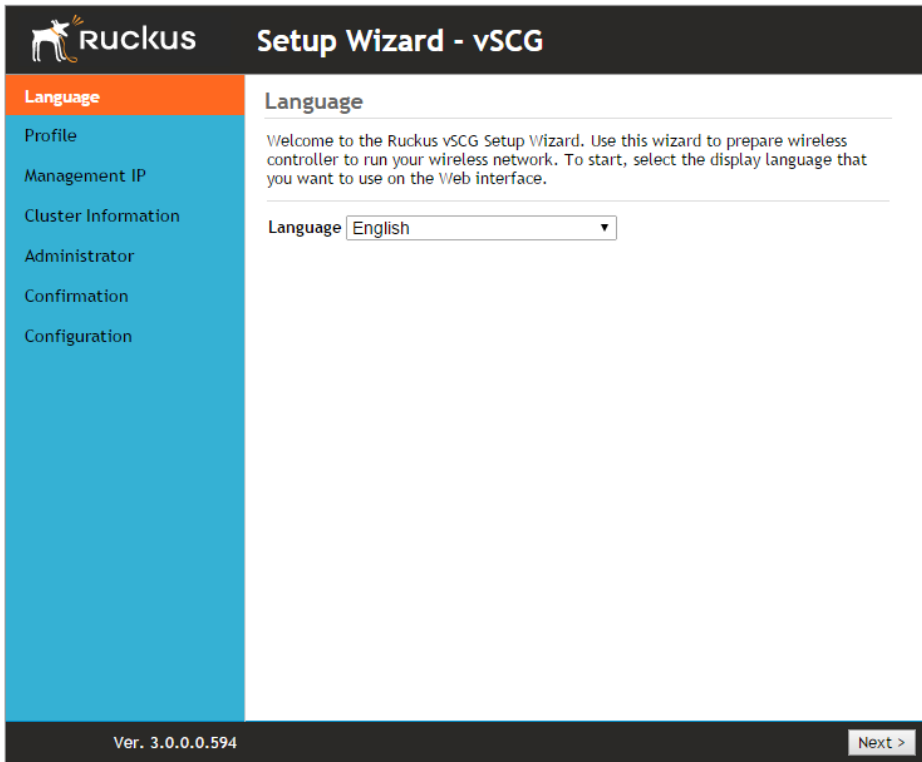 Ruckus
Setup Wizard - vSCG
Language
Profile
Management IP
Cluster Information
Administrator
Confirmation
Configuration
Language
Welcome to the Ruckus vSCG Setup Wizard. Use this wizard to prepare wireless
controller to run your wireless network. To start, select the display language that
you want to use on the Web interface.
Language English
Ver. 3.0.0.0.594
Next >